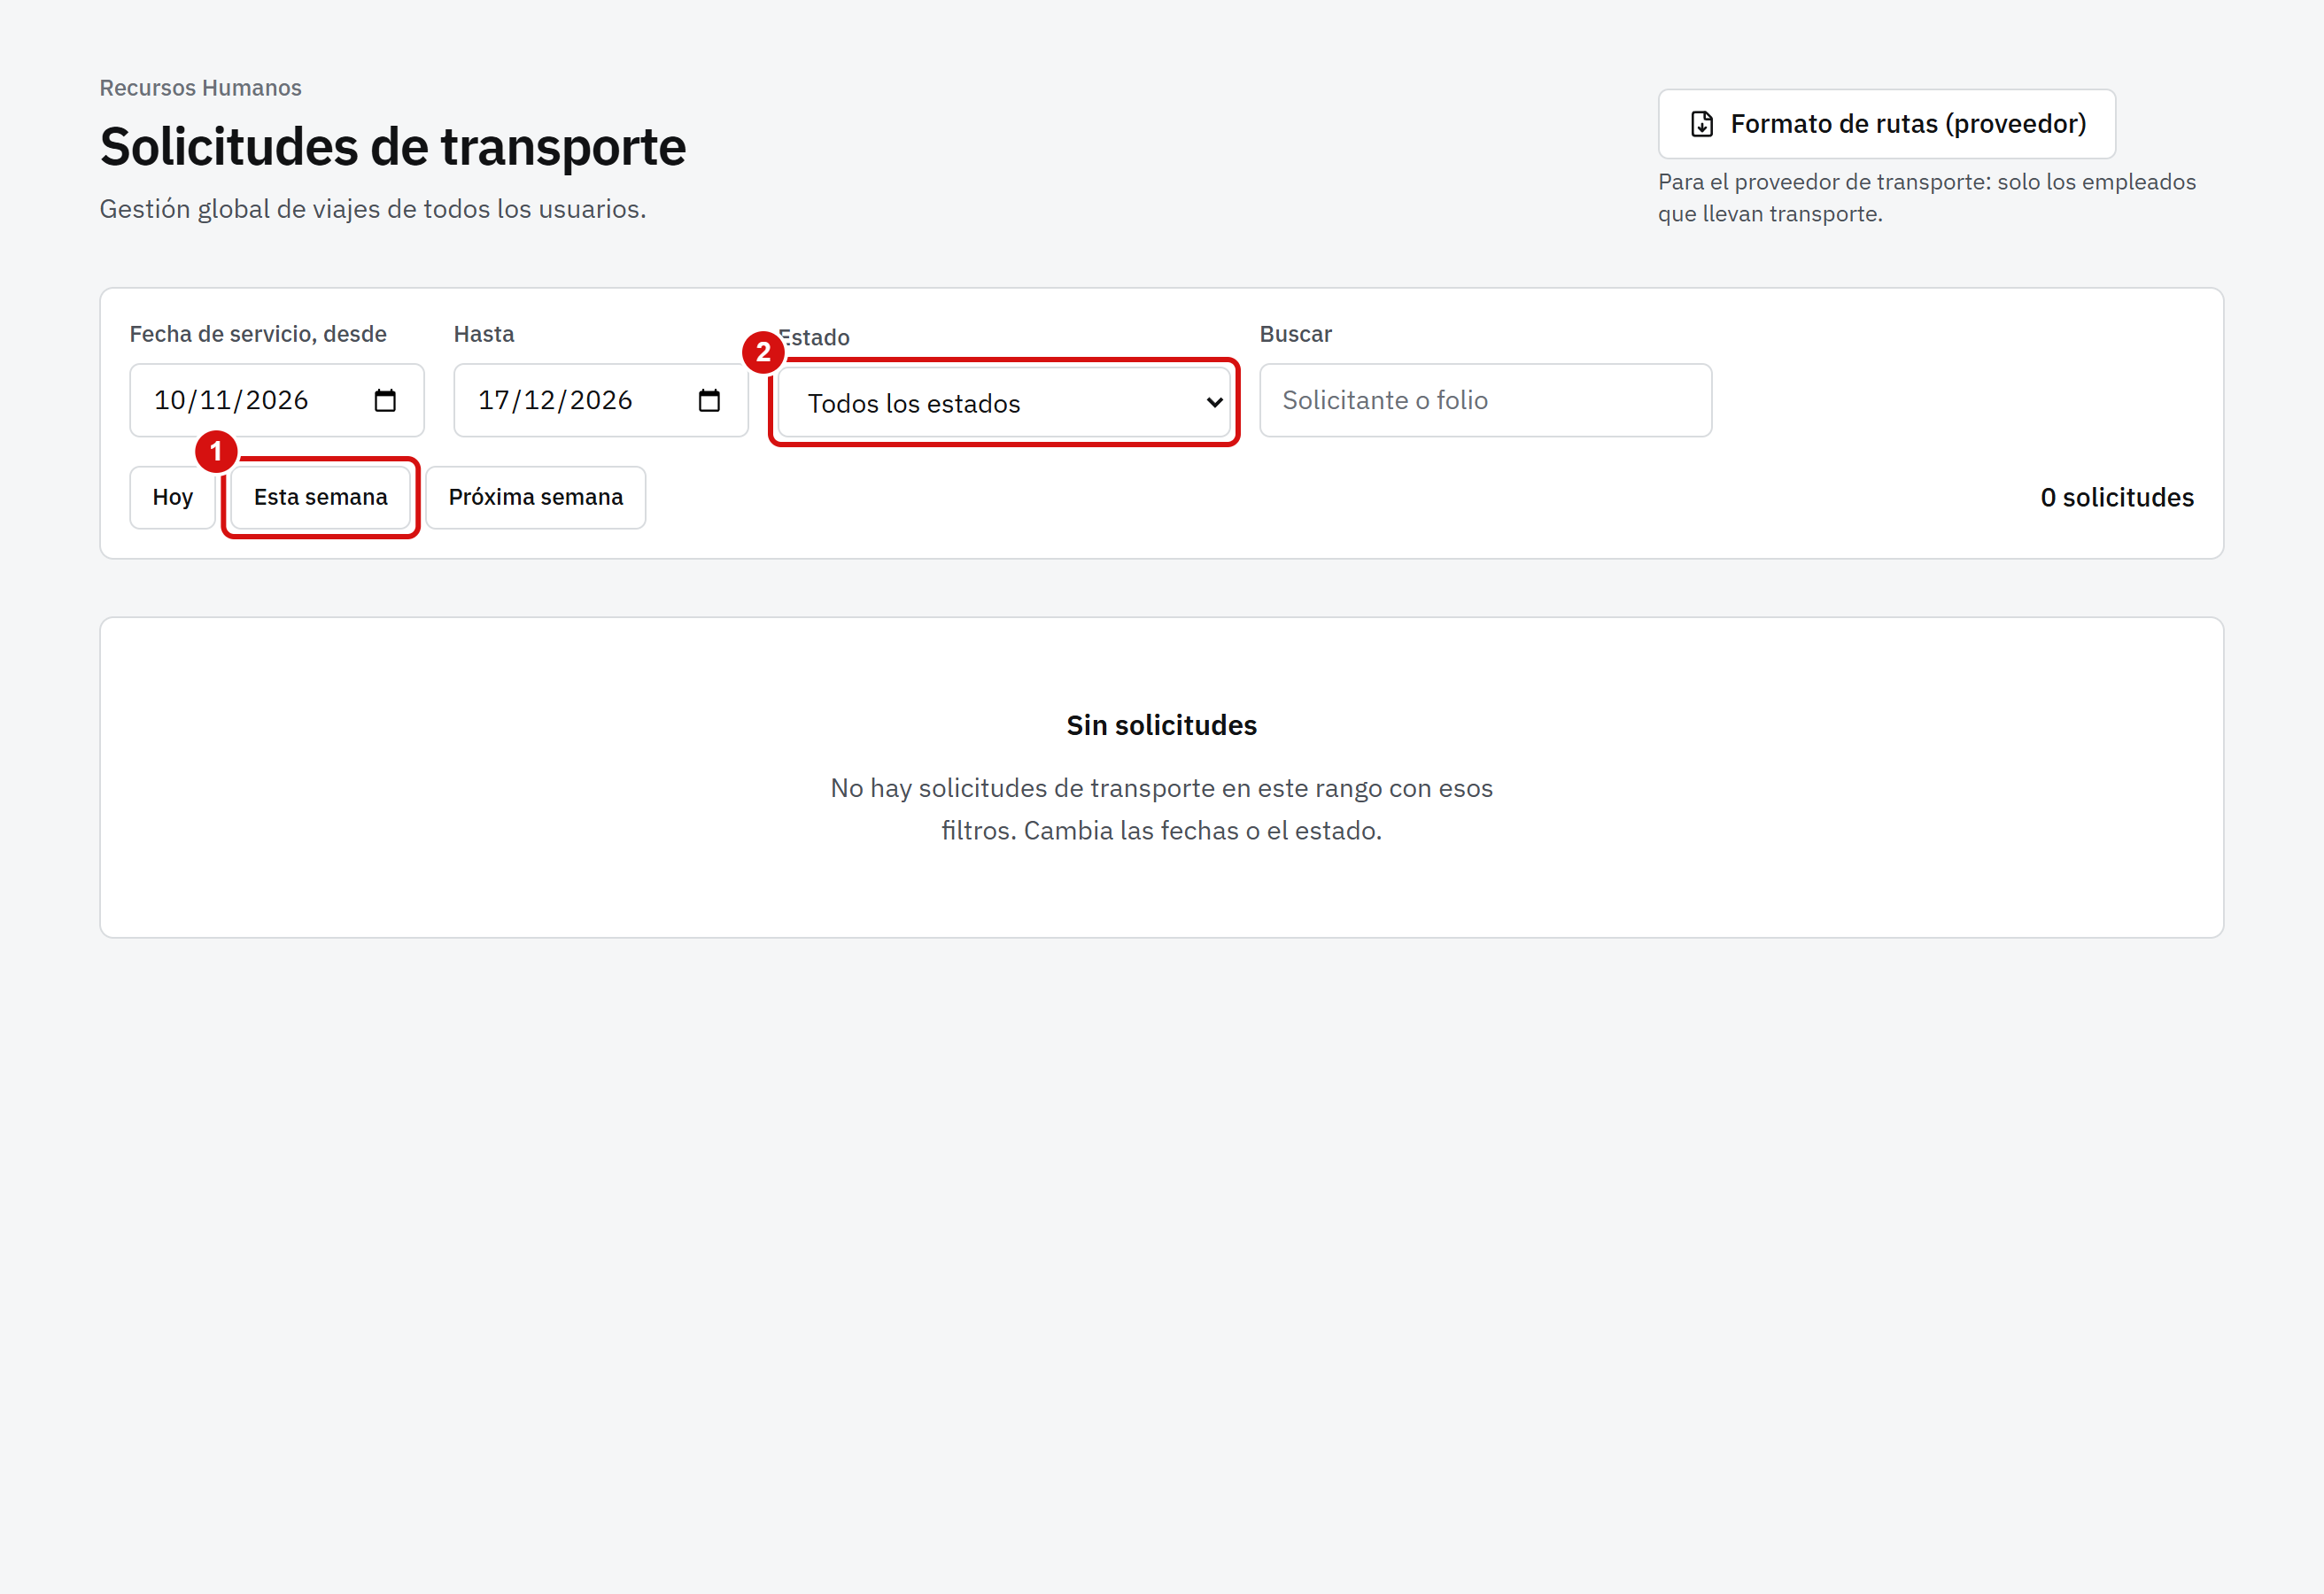 Recursos Humanos
Solicitudes de transporte
Gestión global de viajes de todos los usuarios.
Formato de rutas (proveedor)
Para el proveedor de transporte: solo los empleados
que llevan transporte.
Fecha de servicio, desde
Hasta
Estado
Buscar
10/11/2026
17/12/2026
2
Todos los estados
Solicitante o folio
1
Hoy
Esta semana
Próxima semana
0 solicitudes
Sin solicitudes
No hay solicitudes de transporte en este rango con esos
filtros. Cambia las fechas o el estado.